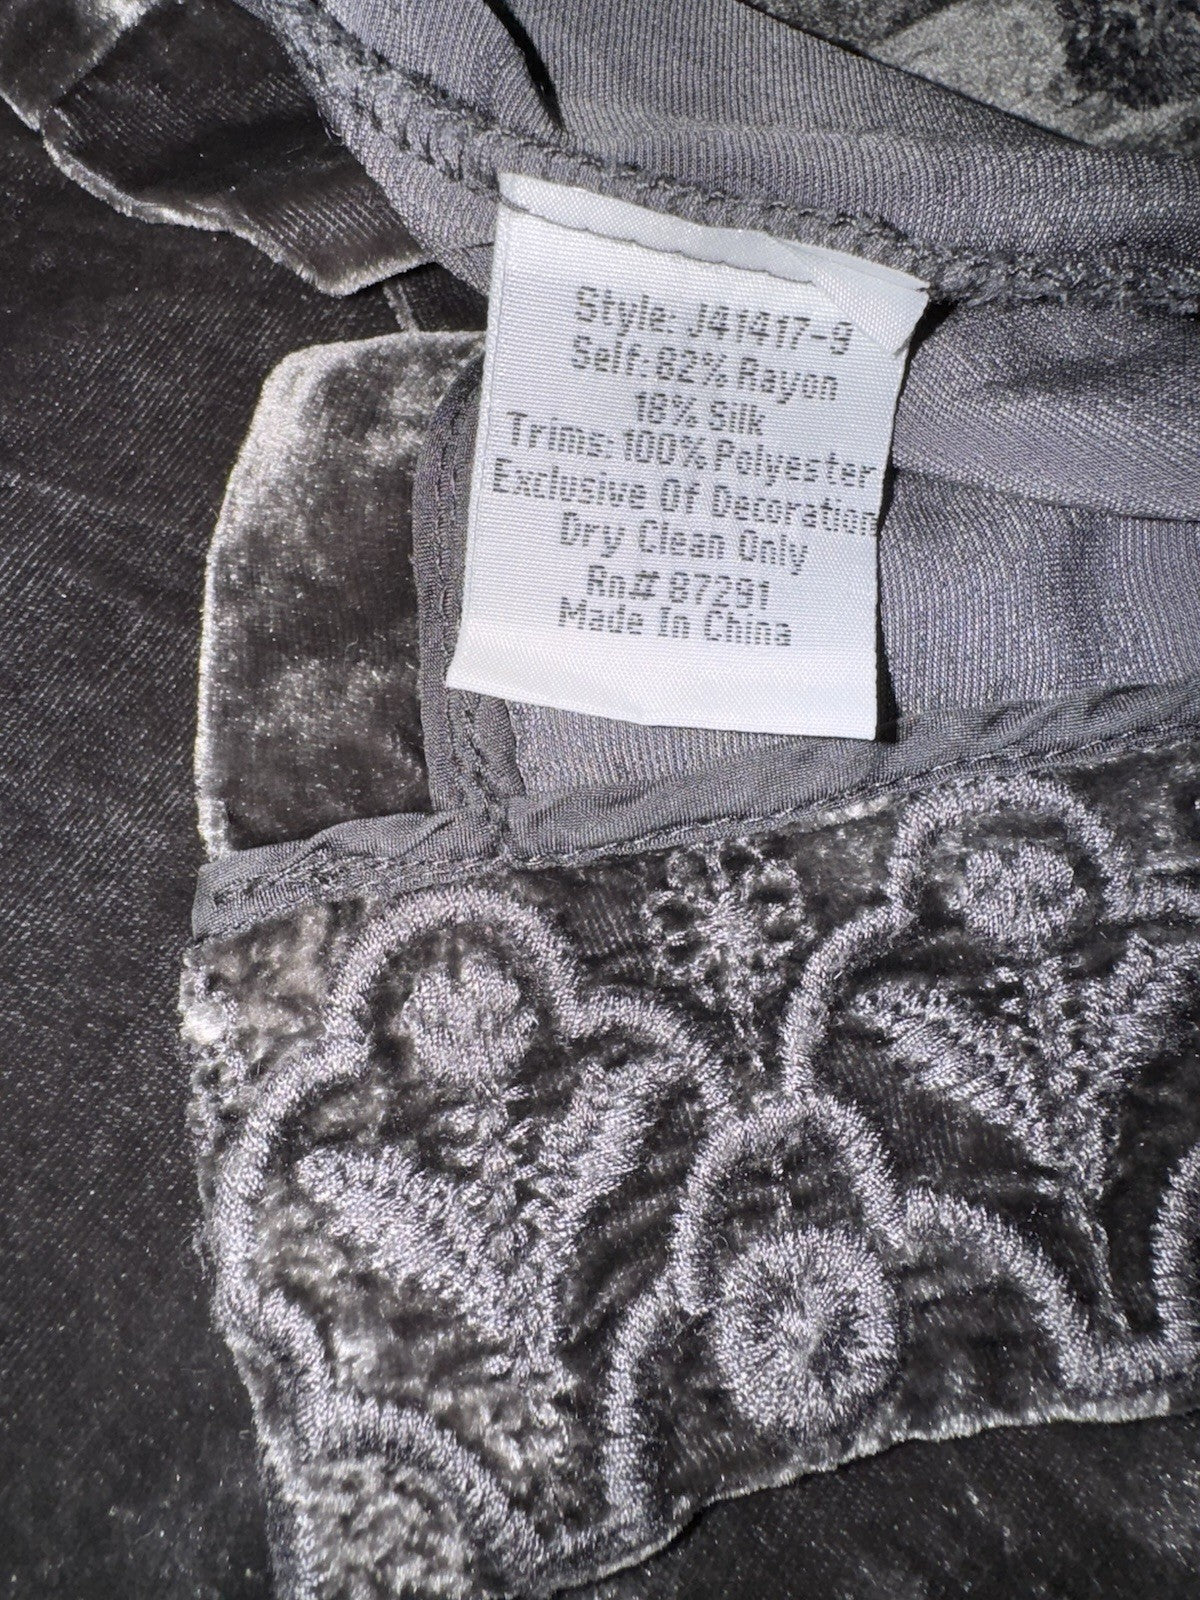 Style: J41417-9
Self: 82% Rayon
18% Silk
Trims: 100% Polyester
Exclusive Of Decoration
Dry Clean Only
Rn# 87291
Made In China